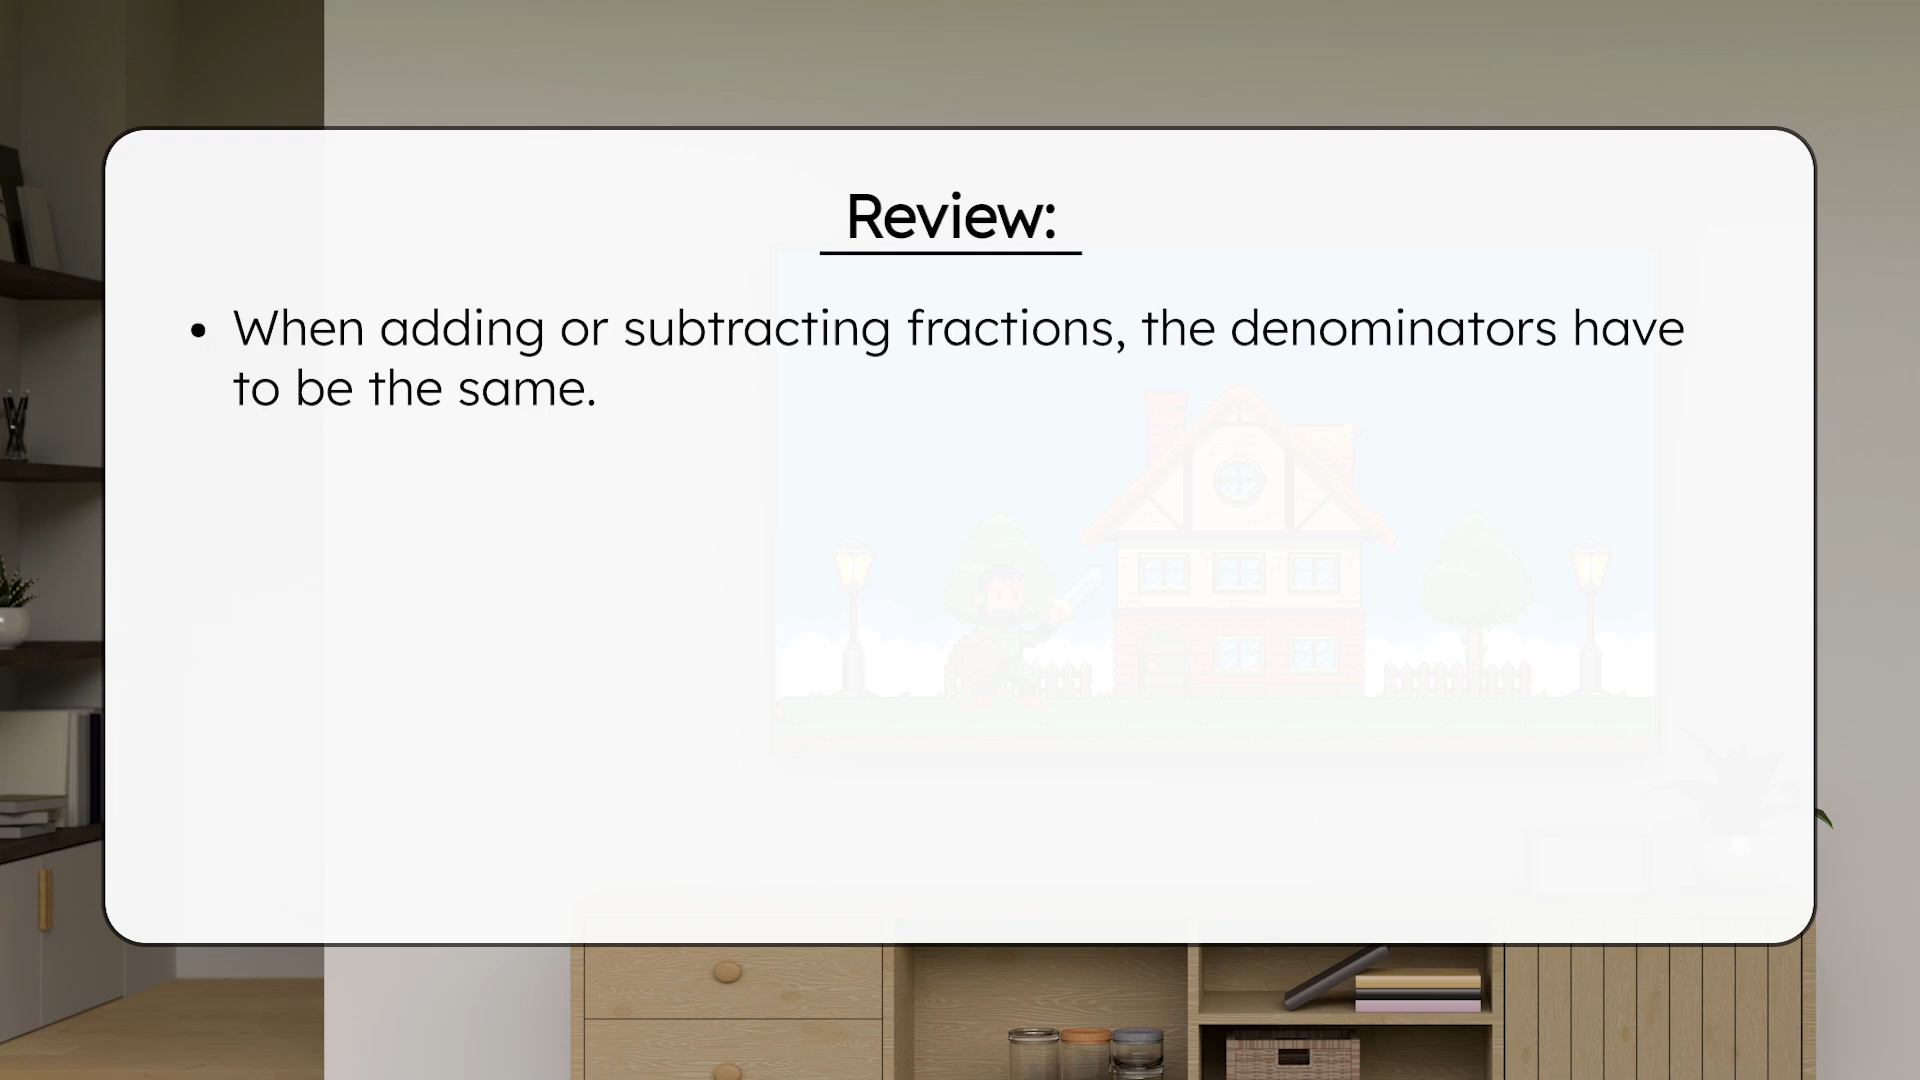 Review:
• When adding or subtracting fractions, the denominators have
to be the same.